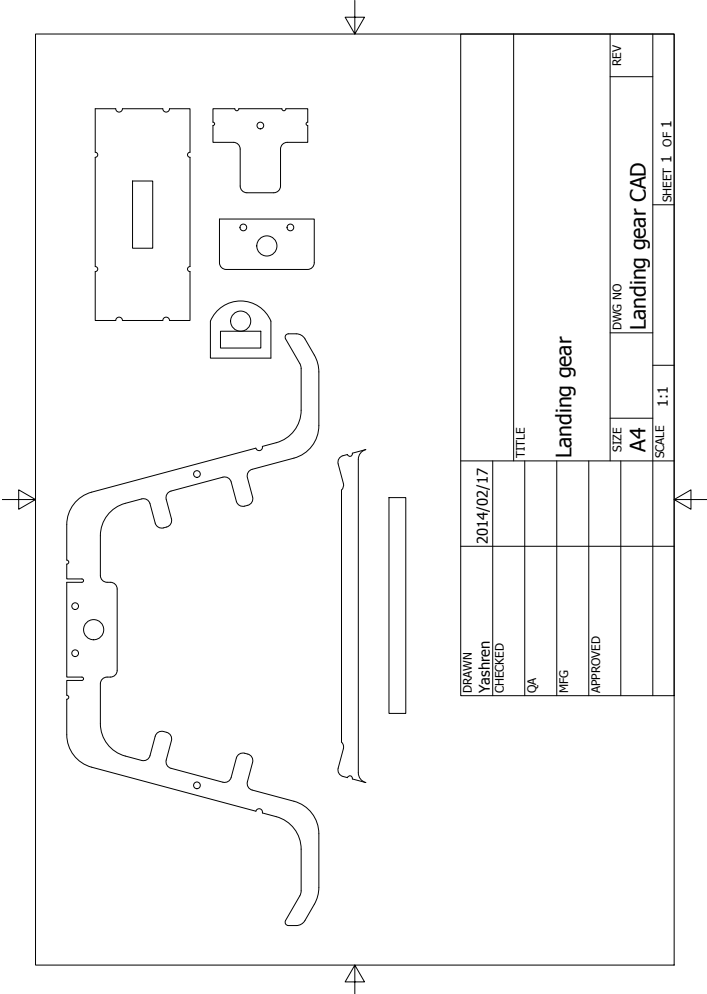 DRAWN
Yashren
2014/02/17
CHECKED
QA
MFG
APPROVED
TITLE
Landing gear
SIZE
A4
DWG NO
Landing gear CAD
REV
SCALE
1:1
SHEET 1 OF 1